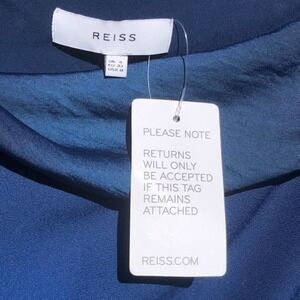 REISS
PLEASE NOTE
RETURNS
WILL ONLY
BE ACCEPTED
IF THIS TAG
REMAINS
ATTACHED
REISS.COM